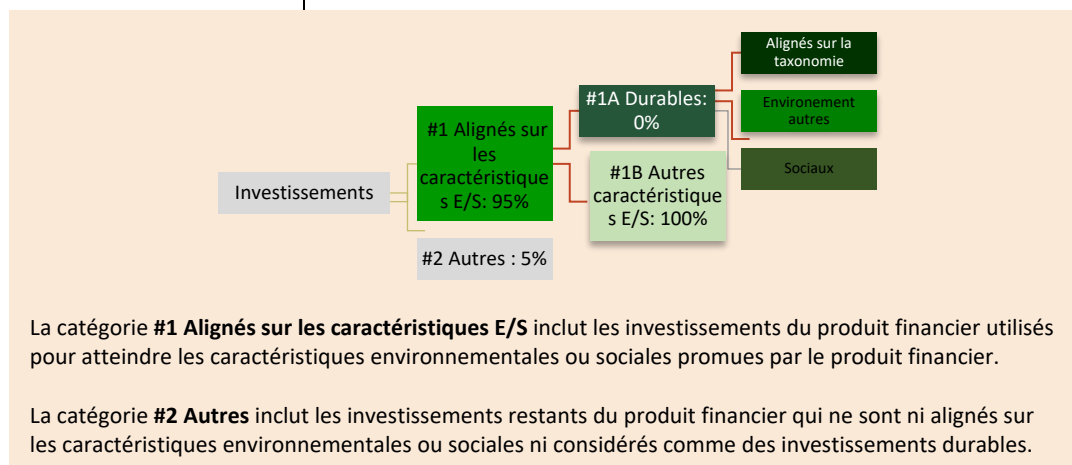 Alignés sur la
taxonomie
#1A Durables:
0%
Environement
autres
#1 Alignés sur
les
caractéristique
s E/S: 95%
Sociaux
#1B Autres
caractéristique
s E/S: 100%
Investissements
#2 Autres : 5%
La catégorie #1 Alignés sur les caractéristiques E/S inclut les investissements du produit financier utilisés
pour atteindre les caractéristiques environnementales ou sociales promues par le produit financier.
La catégorie #2 Autres inclut les investissements restants du produit financier qui ne sont ni alignés sur
les caractéristiques environnementales ou sociales ni considérés comme des investissements durables.